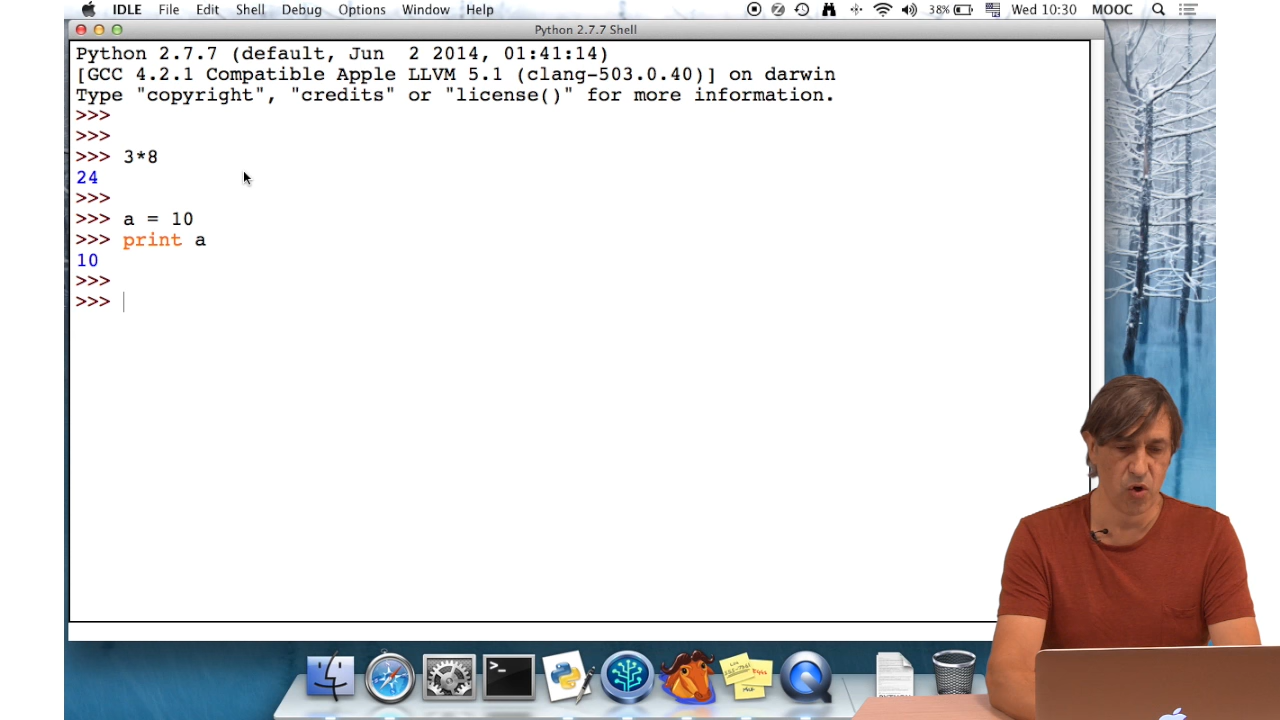 IDLE File Edit Shell Debug Options Window Help 38% Wed 10:30 MOOC
Python 2.7.7 Shell
Python 2.7.7 (default, Jun  2 2014, 01:41:14)
[GCC 4.2.1 Compatible Apple LLVM 5.1 (clang-503.0.40)] on darwin
Type "copyright", "credits" or "license()" for more information.
>>>
>>>
>>> 3*8
24
>>>
>>> a = 10
>>> print a
10
>>>
>>>